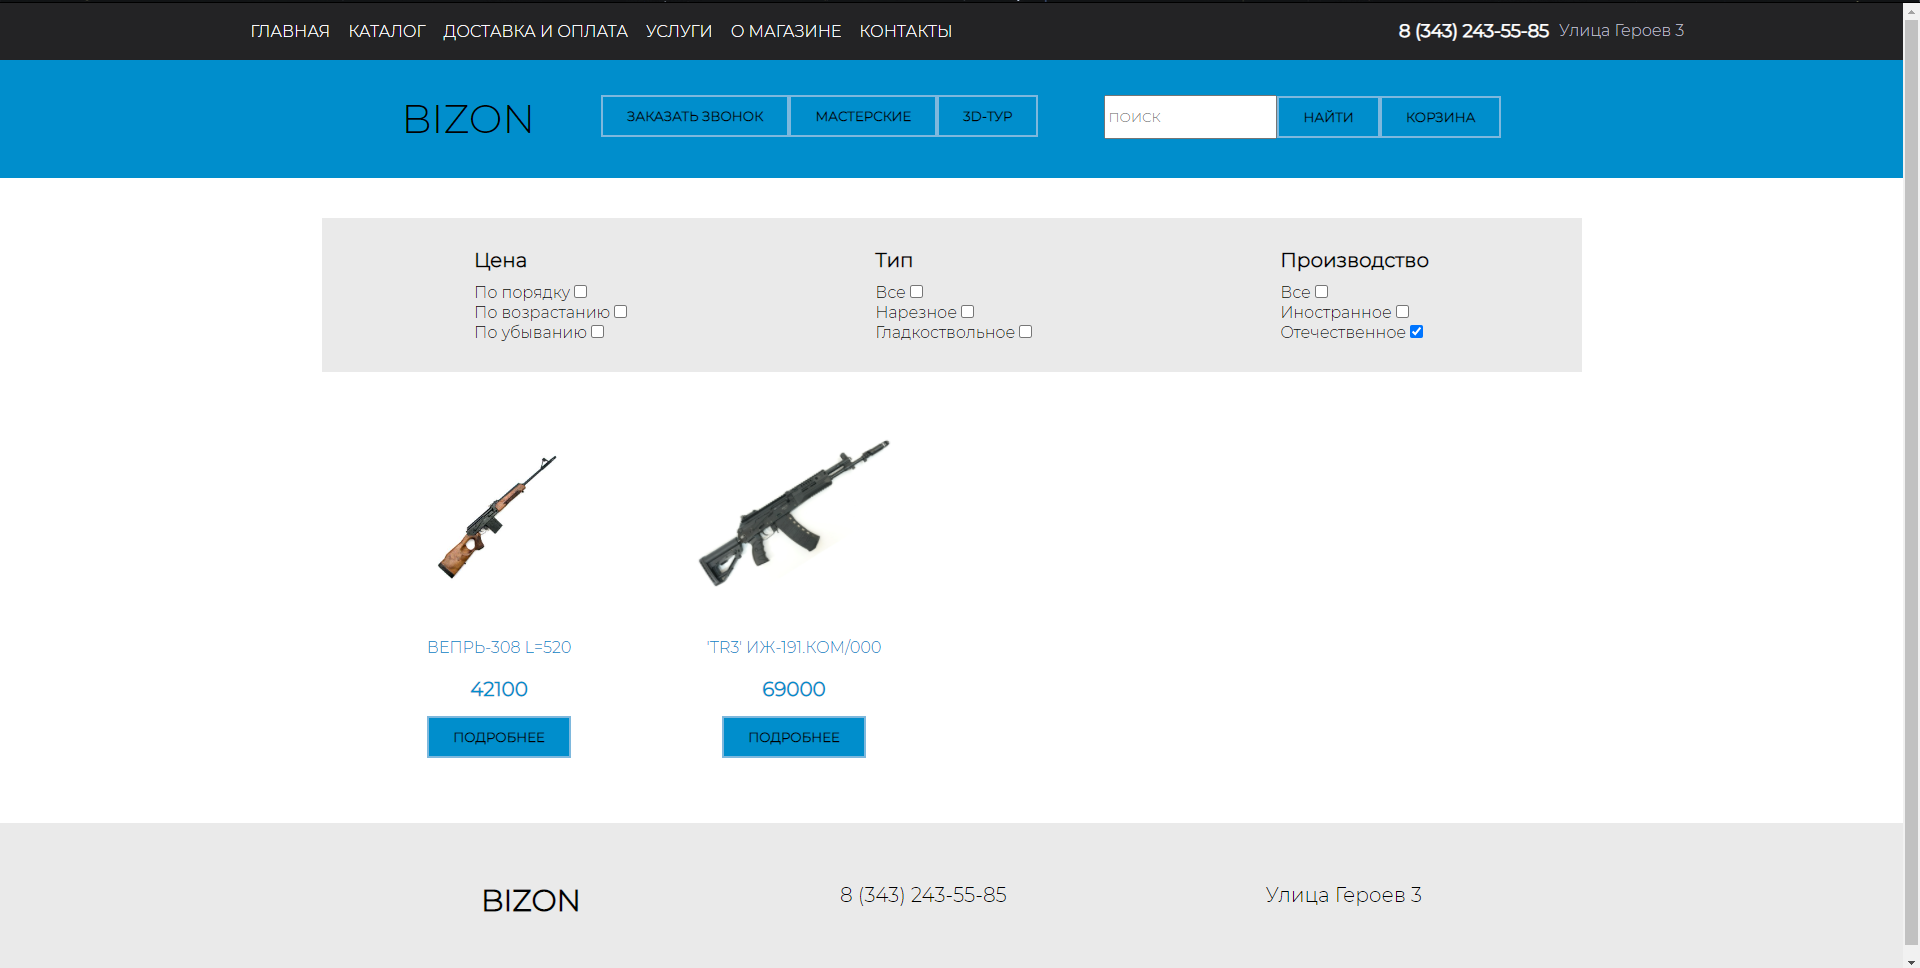 ГЛАВНАЯ КАТАЛОГ ДОСТАВКА И ОПЛАТА УСЛУГИ О МАГАЗИНЕ КОНТАКТЫ 8 (343) 243-55-85 Улица Героев 3
BIZON ЗАКАЗАТЬ ЗВОНОК МАСТЕРСКИЕ 3D-ТУР ПОИСК НАЙТИ КОРЗИНА
Цена
По порядку
По возрастанию
По убыванию
Тип
Все
Нарезное
Гладкоствольное
Производство
Все
Иностранное
Отечественное
ВЕПРЬ-308 L=520
42100
ПОДРОБНЕЕ
'TR3' ИЖ-191.КОМ/000
69000
ПОДРОБНЕЕ
BIZON 8 (343) 243-55-85 Улица Героев 3